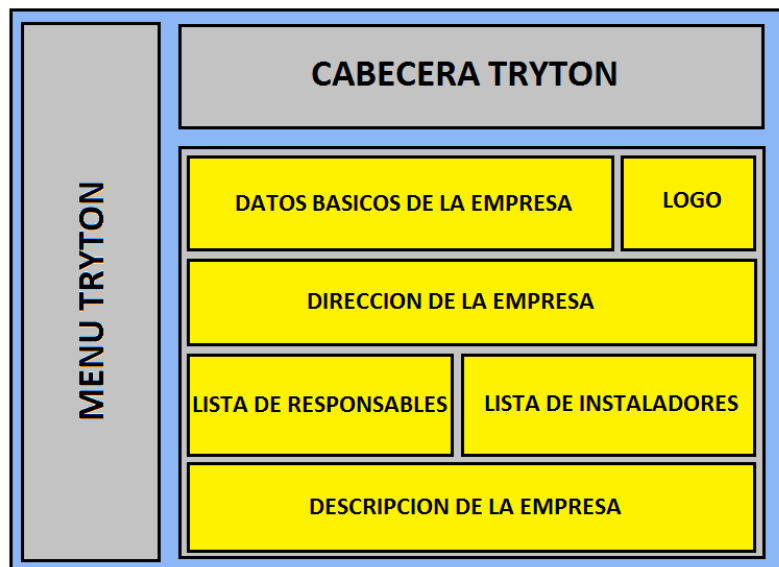 MENU TRYTON
CABECERA TRYTON
DATOS BASICOS DE LA EMPRESA
LOGO
DIRECCION DE LA EMPRESA
LISTA DE RESPONSABLES
LISTA DE INSTALADORES
DESCRIPCION DE LA EMPRESA